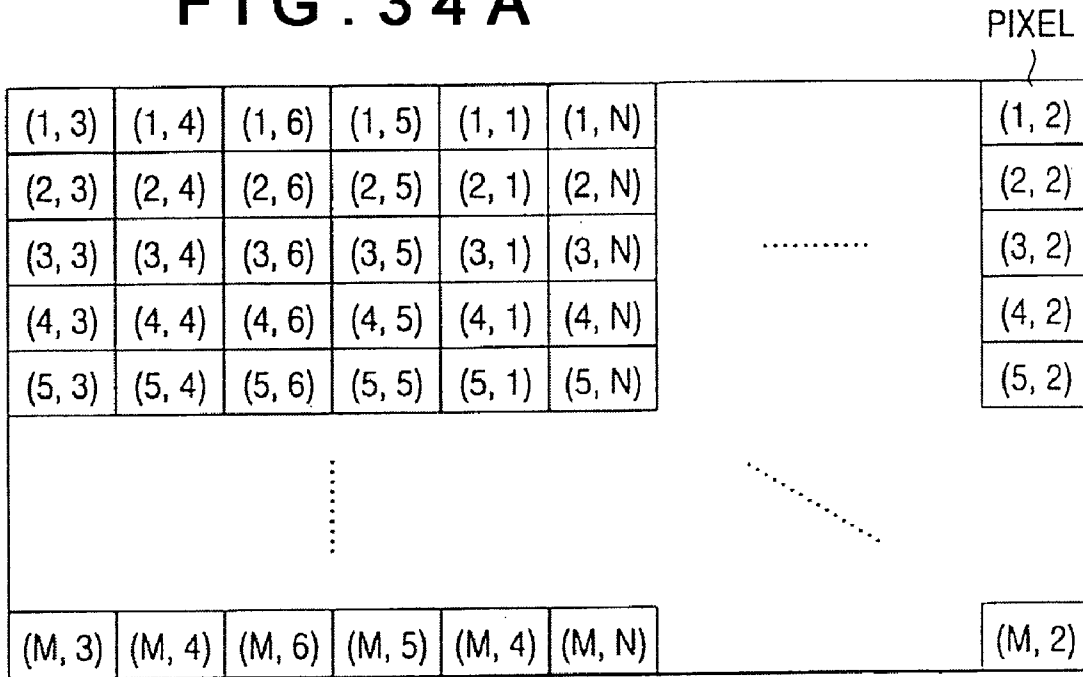 FIG. 34A
PIXEL
(1, 3) (1, 4) (1, 6) (1, 5) (1, 1) (1, N) (1, 2)
(2, 3) (2, 4) (2, 6) (2, 5) (2, 1) (2, N) (2, 2)
(3, 3) (3, 4) (3, 6) (3, 5) (3, 1) (3, N) (3, 2)
(4, 3) (4, 4) (4, 6) (4, 5) (4, 1) (4, N) (4, 2)
(5, 3) (5, 4) (5, 6) (5, 5) (5, 1) (5, N) (5, 2)
(M, 3) (M, 4) (M, 6) (M, 5) (M, 4) (M, N) (M, 2)